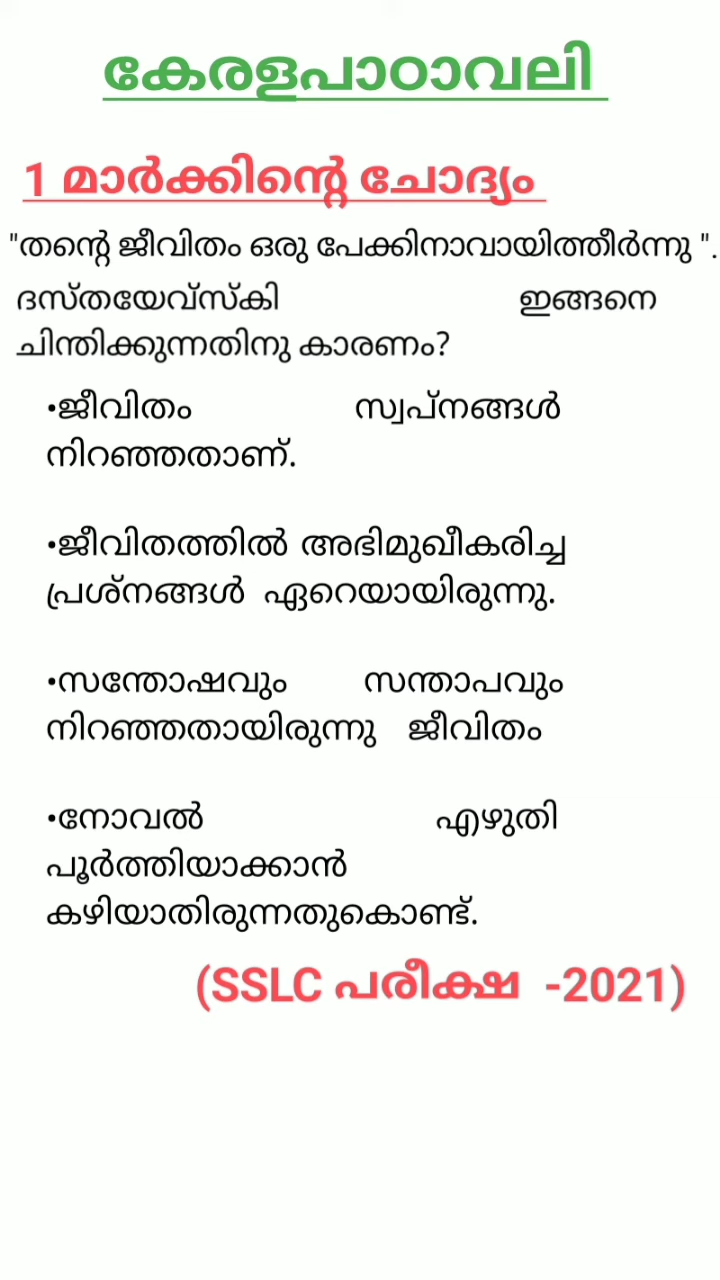 കേരളപാഠാവലി
1 മാർക്കിന്റെ ചോദ്യം
"തന്റെ ജീവിതം ഒരു പേക്കിനാവായിത്തീർന്നു ".
ദസ്തയേവ്സ്കി ഇങ്ങനെ
ചിന്തിക്കുന്നതിനു കാരണം?
•ജീവിതം സ്വപ്നങ്ങൾ
നിറഞ്ഞതാണ്.
•ജീവിതത്തിൽ അഭിമുഖീകരിച്ച
പ്രശ്നങ്ങൾ ഏറെയായിരുന്നു.
•സന്തോഷവും സന്താപവും
നിറഞ്ഞതായിരുന്നു ജീവിതം
•നോവൽ എഴുതി
പൂർത്തിയാക്കാൻ
കഴിയാതിരുന്നതുകൊണ്ട്.
(SSLC പരീക്ഷ -2021)